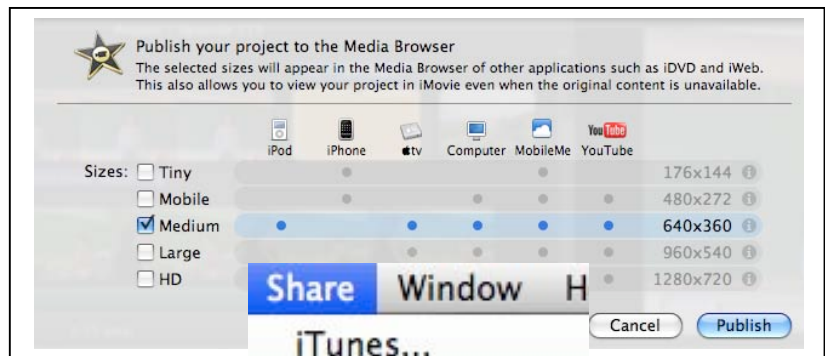 Publish your project to the Media Browser
The selected sizes will appear in the Media Browser of other applications such as iDVD and iWeb.
This also allows you to view your project in iMovie even when the original content is unavailable.
iPod iPhone tv Computer MobileMe YouTube
Sizes: Tiny 176x144
Mobile 480x272
Medium 640x360
Large 960x540
HD 1280x720
Share Window H
iTunes...
Cancel Publish